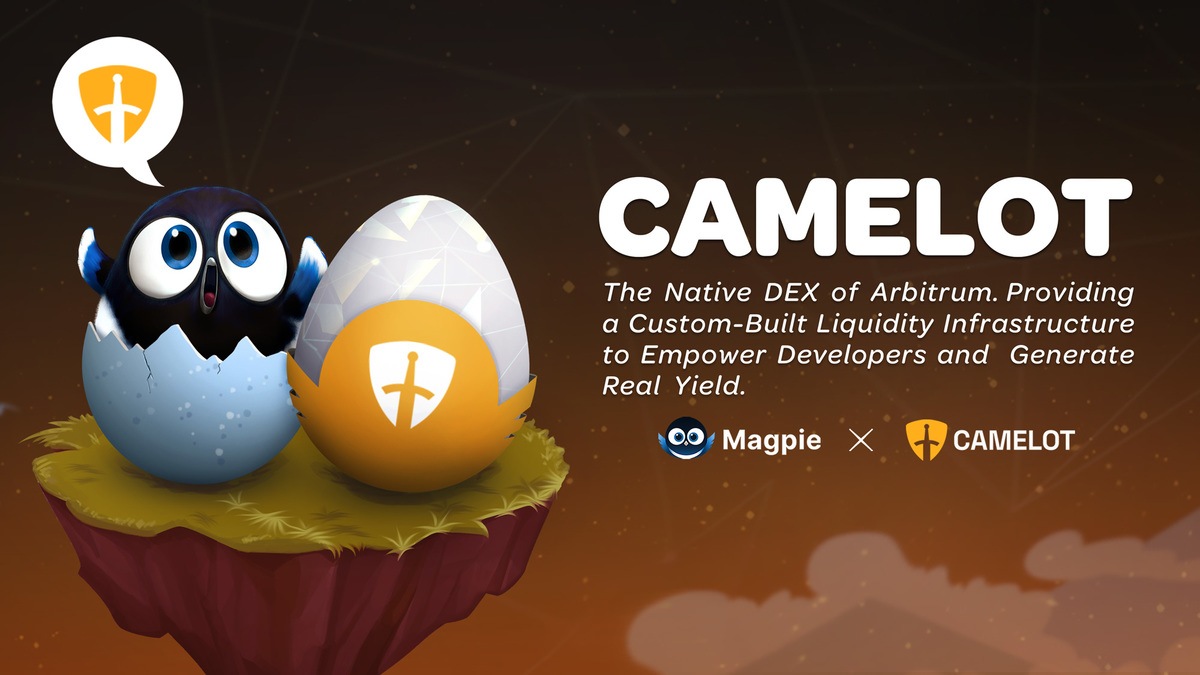 CAMELOT
The Native DEX of Arbitrum. Providing
a Custom-Built Liquidity Infrastructure
to Empower Developers and Generate
Real Yield.
Magpie X CAMELOT